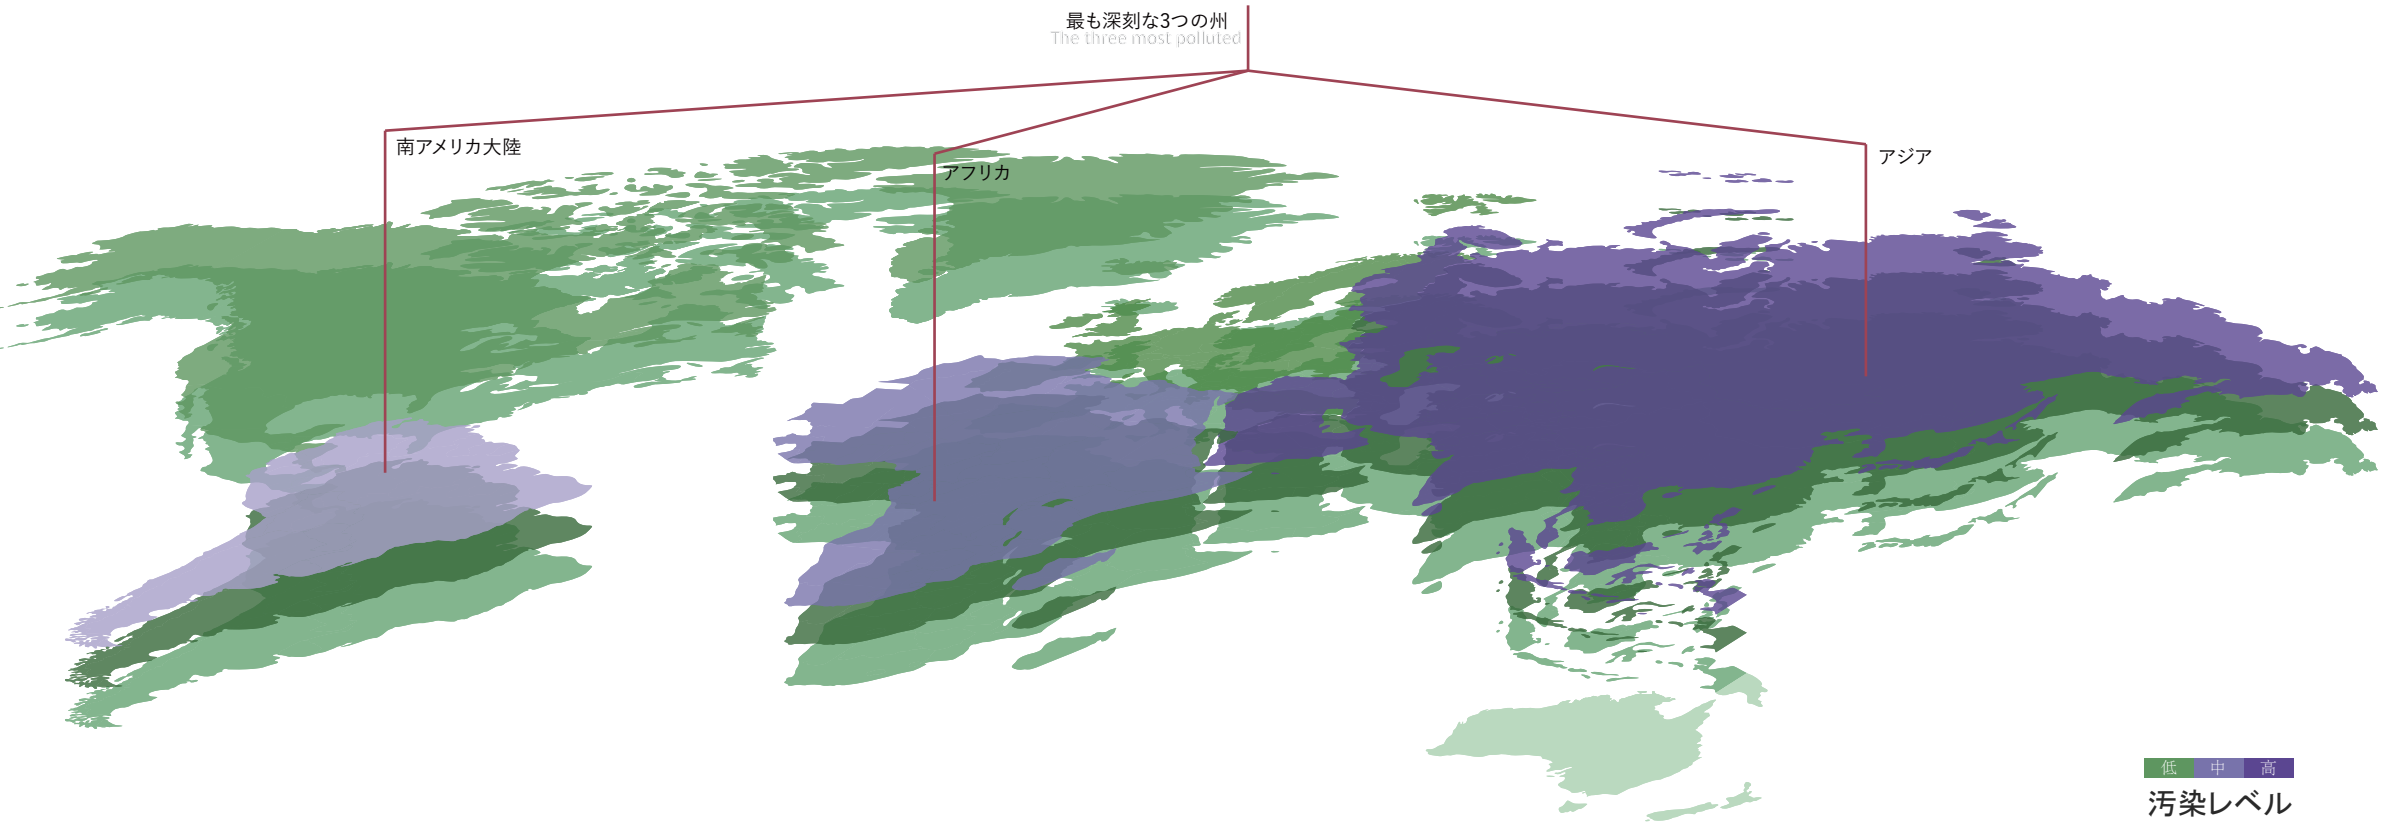 最も深刻な3つの州
The three most polluted
南アメリカ大陸
アフリカ
アジア
低 中 高
汚染レベル